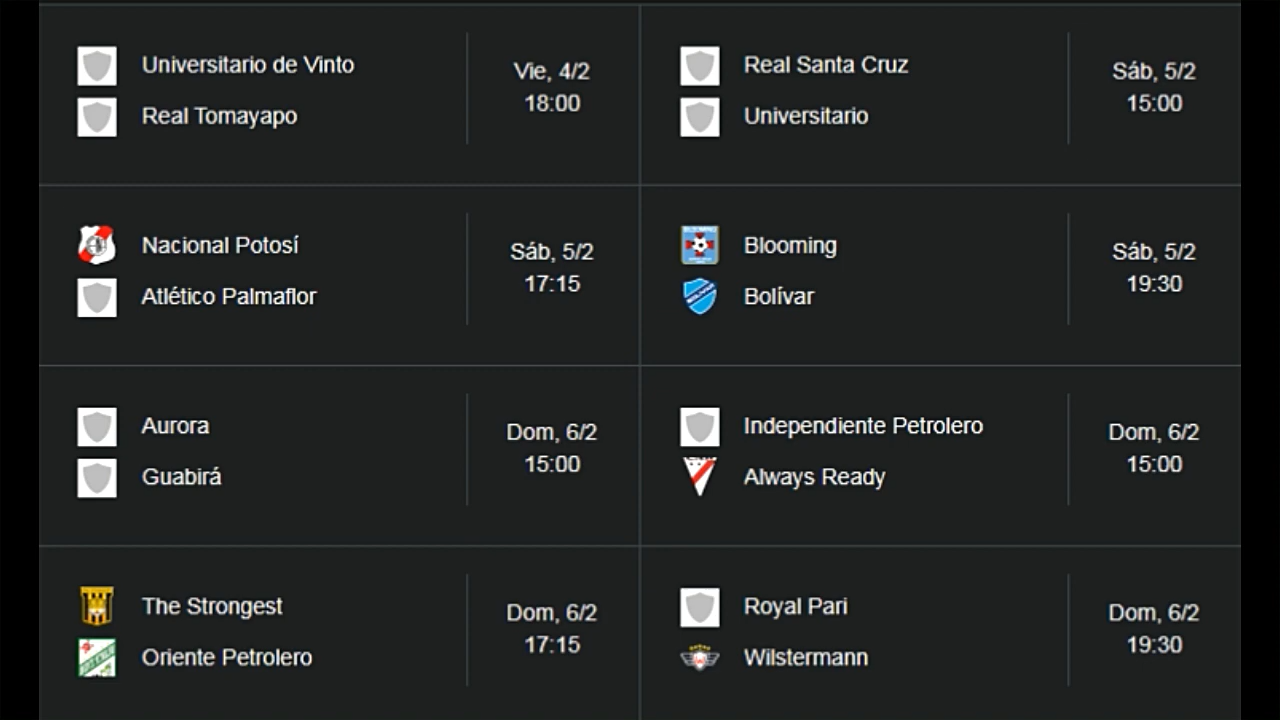 Universitario de Vinto
Real Tomayapo
Vie, 4/2
18:00
Real Santa Cruz
Universitario
Sáb, 5/2
15:00
Nacional Potosí
Atlético Palmaflor
Sáb, 5/2
17:15
BLOOMING
Blooming
BOLIVAR
Bolívar
Sáb, 5/2
19:30
Aurora
Guabirá
Dom, 6/2
15:00
Independiente Petrolero
Always Ready
Dom, 6/2
15:00
The Strongest
Oriente Petrolero
Dom, 6/2
17:15
Royal Pari
Wilstermann
Dom, 6/2
19:30